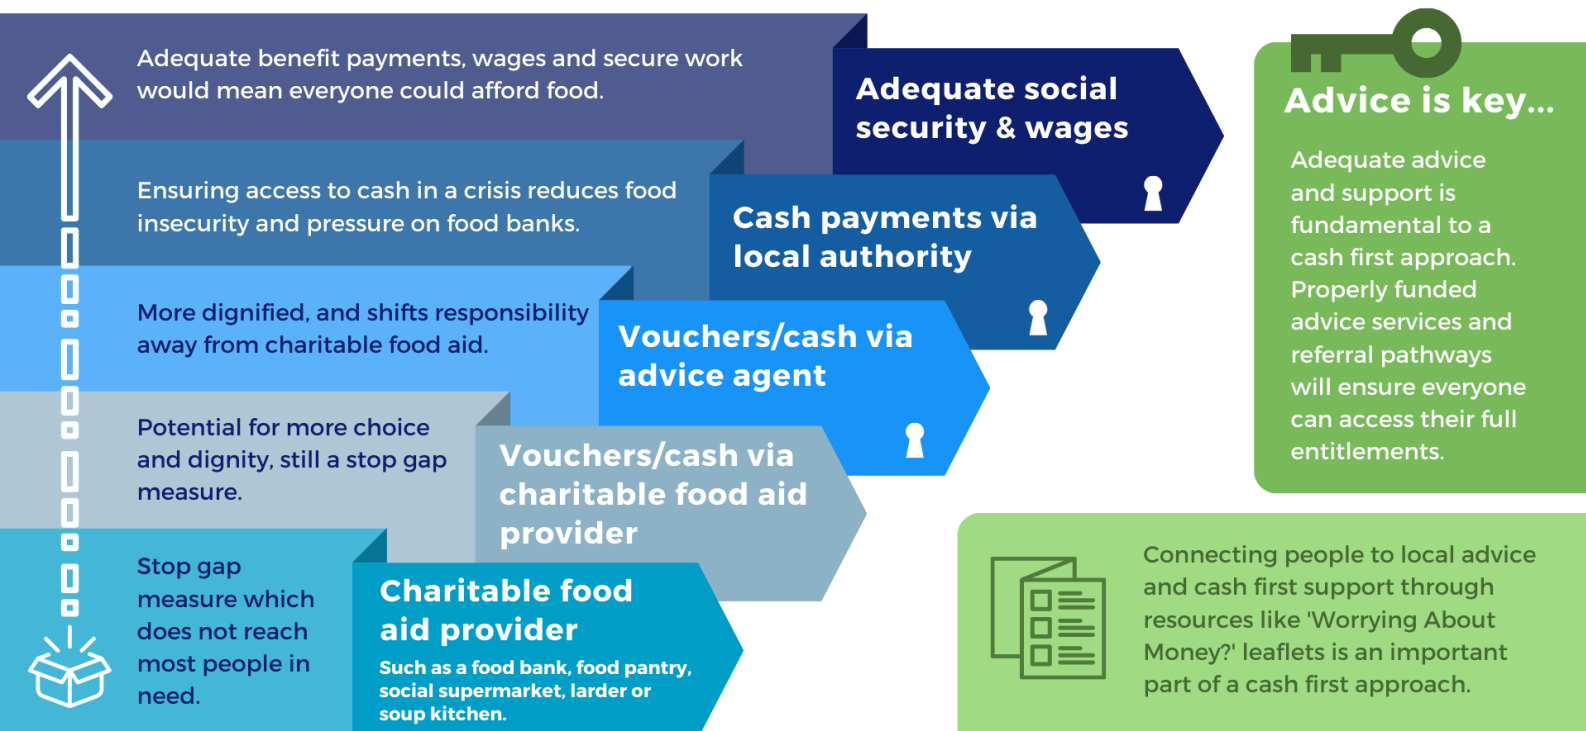 Adequate benefit payments, wages and secure work
would mean everyone could afford food.
Adequate social
security & wages
Ensuring access to cash in a crisis reduces food
insecurity and pressure on food banks.
Cash payments via
local authority
More dignified, and shifts responsibility
away from charitable food aid.
Vouchers/cash via
advice agent
Potential for more choice
and dignity, still a stop gap
measure.
Vouchers/cash via
charitable food aid
provider
Stop gap
measure which
does not reach
most people in
need.
Charitable food
aid provider
Such as a food bank, food pantry,
social supermarket, larder or
soup kitchen.
Advice is key...
Adequate advice
and support is
fundamental to a
cash first approach.
Properly funded
advice services and
referral pathways
will ensure everyone
can access their full
entitlements.
Connecting people to local advice
and cash first support through
resources like 'Worrying About
Money?' leaflets is an important
part of a cash first approach.